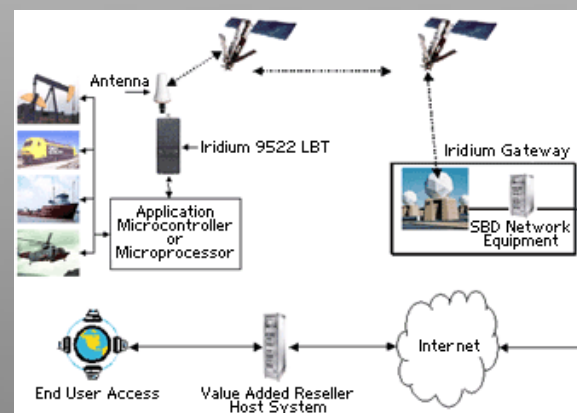 Antenna
Iridium 9522 LBT
Iridium Gateway
Application
Microcontroller
or
Microprocessor
SBD Network
Equipment
Internet
End User Access
Value Added Reseller
Host System